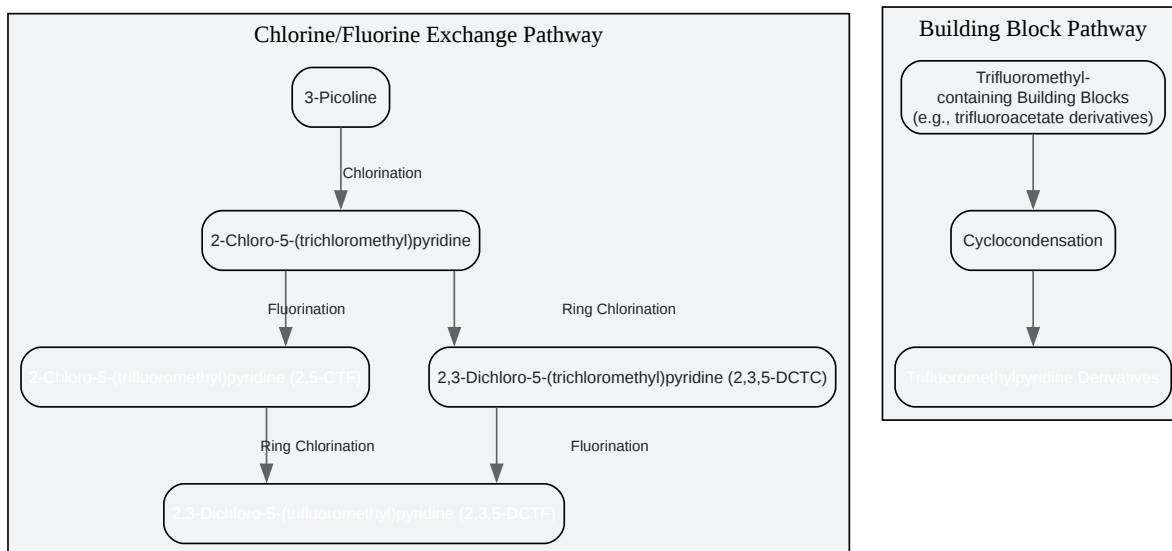 Chlorine/Fluorine Exchange Pathway
3-Picoline
Chlorination
2-Chloro-5-(trichloromethyl)pyridine
Fluorination
Ring Chlorination
2-Chloro-5-(trifluoromethyl)pyridine (2,5-CTF)
2,3-Dichloro-5-(trichloromethyl)pyridine (2,3,5-DCTC)
Ring Chlorination
Fluorination
2,3-Dichloro-5-(trifluoromethyl)pyridine (2,3,5-DCTF)
Building Block Pathway
Trifluoromethyl-
containing Building Blocks
(e.g., trifluoroacetate derivatives)
Cyclocondensation
Trifluoromethylpyridine Derivatives